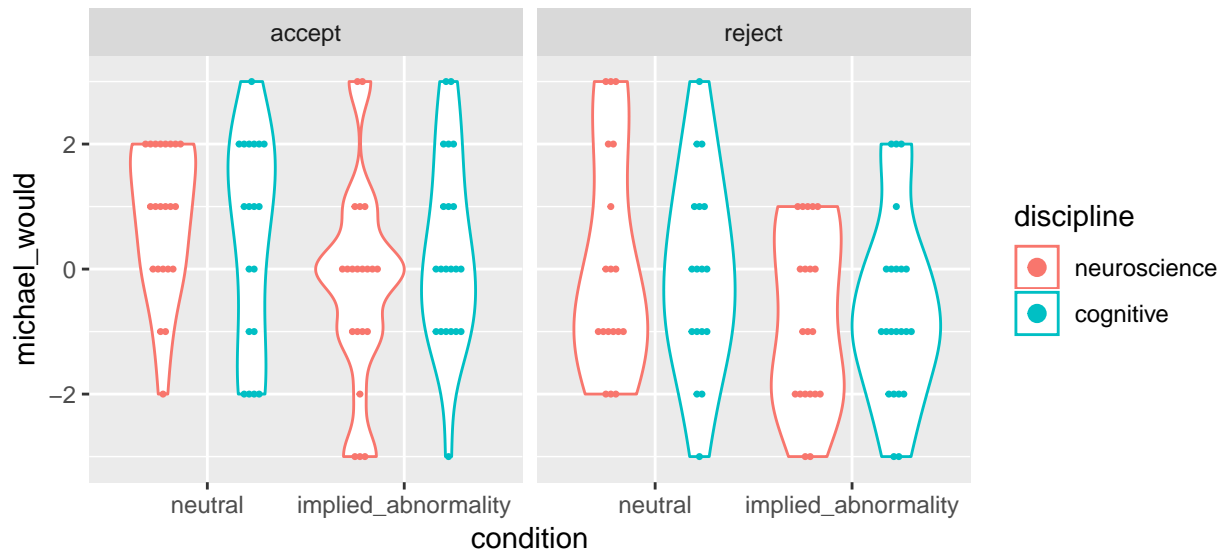 accept
reject
michael_would
2
0
−2
neutral
implied_abnormality
neutral
implied_abnormality
condition
discipline
neuroscience
cognitive